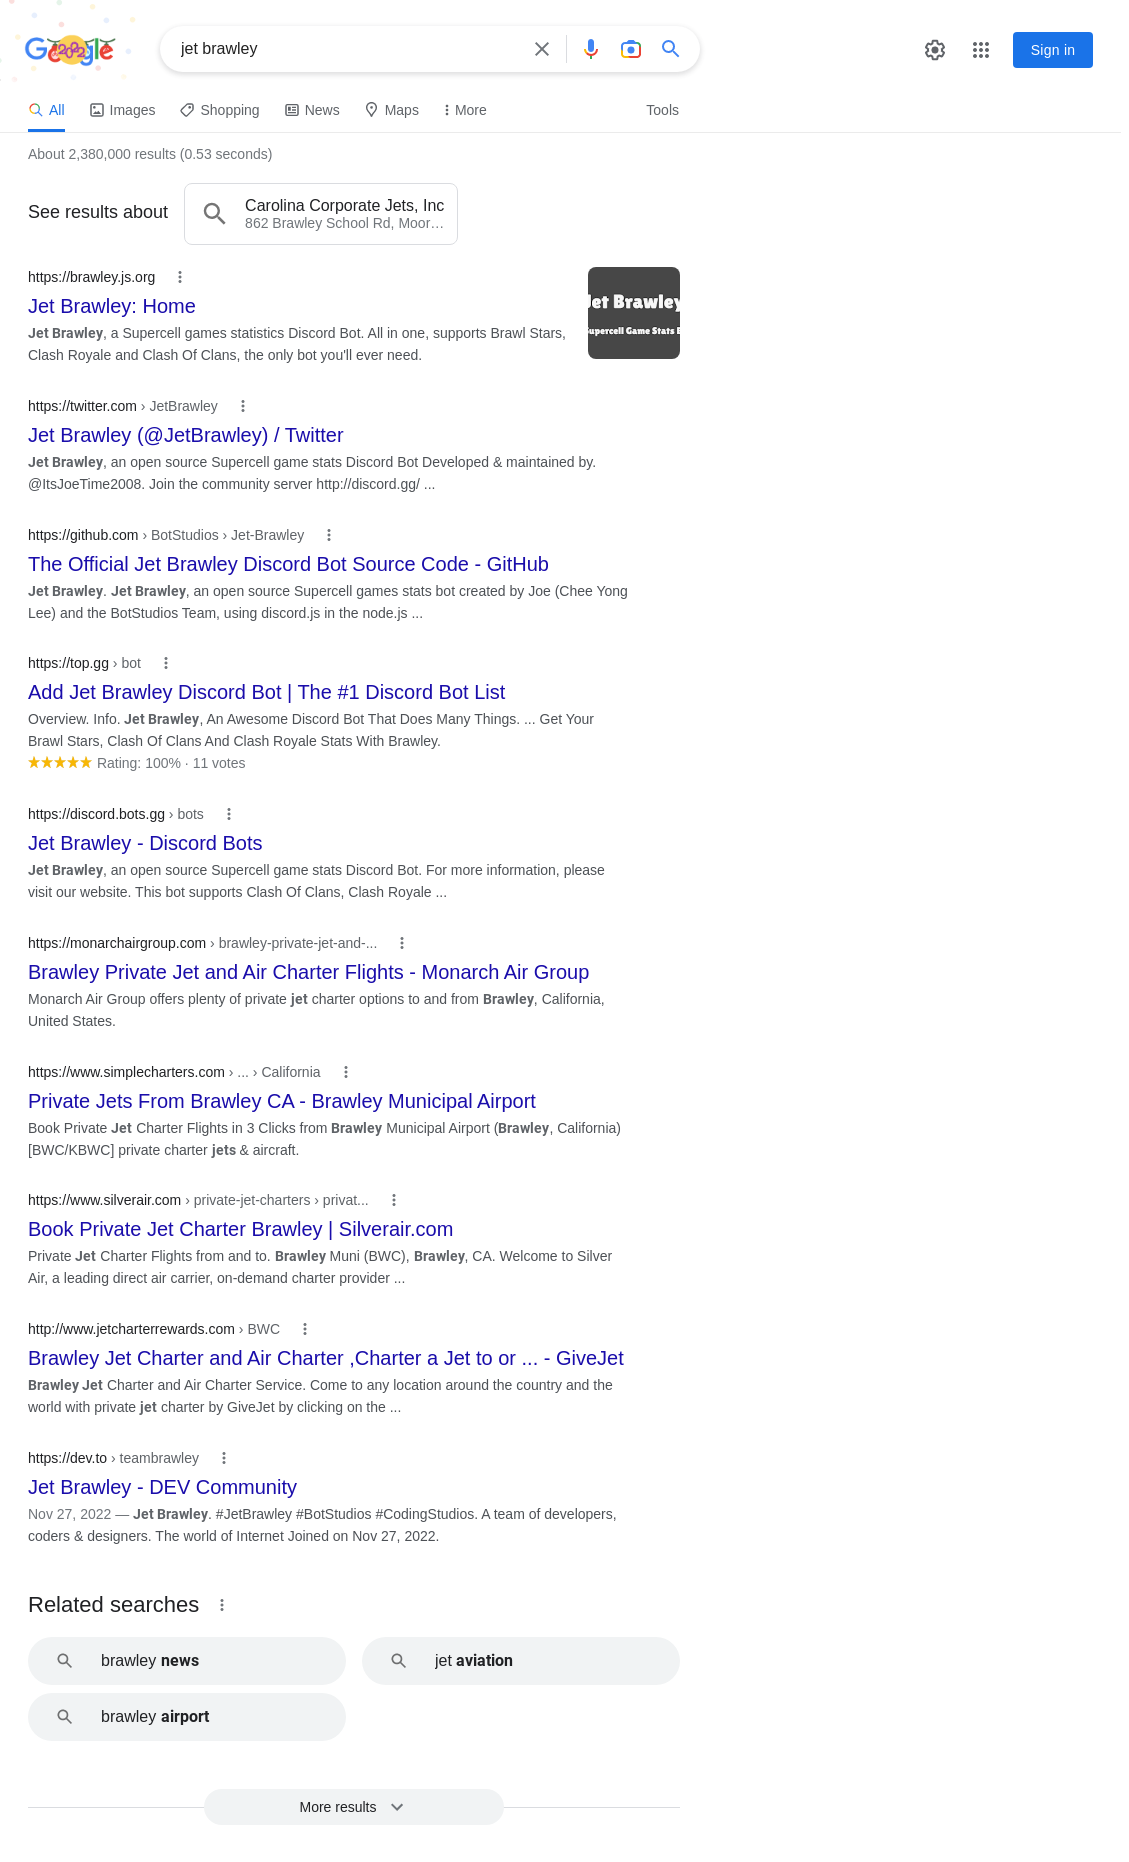 Google
jet brawley
Sign in
All Images Shopping News Maps More Tools
About 2,380,000 results (0.53 seconds)
See results about
Carolina Corporate Jets, Inc
862 Brawley School Rd, Moor…
https://brawley.js.org
Jet Brawley: Home
Jet Brawley, a Supercell games statistics Discord Bot. All in one, supports Brawl Stars,
Clash Royale and Clash Of Clans, the only bot you'll ever need.
Jet Brawley
Supercell Game Stats B
https://twitter.com › JetBrawley
Jet Brawley (@JetBrawley) / Twitter
Jet Brawley, an open source Supercell game stats Discord Bot Developed & maintained by.
@ItsJoeTime2008. Join the community server http://discord.gg/ ...
https://github.com › BotStudios › Jet-Brawley
The Official Jet Brawley Discord Bot Source Code - GitHub
Jet Brawley. Jet Brawley, an open source Supercell games stats bot created by Joe (Chee Yong
Lee) and the BotStudios Team, using discord.js in the node.js ...
https://top.gg › bot
Add Jet Brawley Discord Bot | The #1 Discord Bot List
Overview. Info. Jet Brawley, An Awesome Discord Bot That Does Many Things. ... Get Your
Brawl Stars, Clash Of Clans And Clash Royale Stats With Brawley.
Rating: 100% · 11 votes
https://discord.bots.gg › bots
Jet Brawley - Discord Bots
Jet Brawley, an open source Supercell game stats Discord Bot. For more information, please
visit our website. This bot supports Clash Of Clans, Clash Royale ...
https://monarchairgroup.com › brawley-private-jet-and-...
Brawley Private Jet and Air Charter Flights - Monarch Air Group
Monarch Air Group offers plenty of private jet charter options to and from Brawley, California,
United States.
https://www.simplecharters.com › ... › California
Private Jets From Brawley CA - Brawley Municipal Airport
Book Private Jet Charter Flights in 3 Clicks from Brawley Municipal Airport (Brawley, California)
[BWC/KBWC] private charter jets & aircraft.
https://www.silverair.com › private-jet-charters › privat...
Book Private Jet Charter Brawley | Silverair.com
Private Jet Charter Flights from and to. Brawley Muni (BWC), Brawley, CA. Welcome to Silver
Air, a leading direct air carrier, on-demand charter provider ...
http://www.jetcharterrewards.com › BWC
Brawley Jet Charter and Air Charter ,Charter a Jet to or ... - GiveJet
Brawley Jet Charter and Air Charter Service. Come to any location around the country and the
world with private jet charter by GiveJet by clicking on the ...
https://dev.to › teambrawley
Jet Brawley - DEV Community
Nov 27, 2022 — Jet Brawley. #JetBrawley #BotStudios #CodingStudios. A team of developers,
coders & designers. The world of Internet Joined on Nov 27, 2022.
Related searches
brawley news
jet aviation
brawley airport
More results